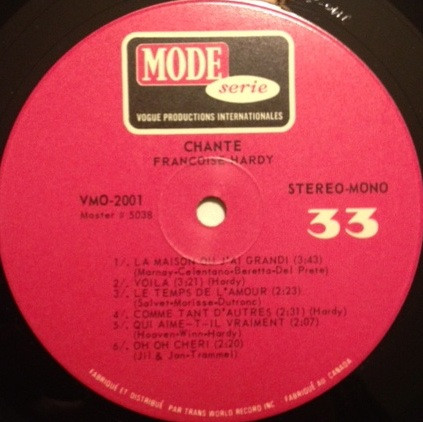 MODE
serie
VOGUE PRODUCTIONS INTERNATIONALES
CHANTE
FRANCOISE HARDY
VMO-2001
Master # 5038
STEREO-MONO
33
1/. LA MAISON OU J'AI GRANDI (3:43)
(Marnay-Celentano-Beretta-Del Prete)
2/. VOILA (3:21) (Hardy)
3/. LE TEMPS DE L'AMOUR (2:23)
(Salvet-Morisse-Dutronc)
4/. COMME TANT D'AUTRES (2:31) (Hardy)
5/. QUI AIME-T-IL VRAIMENT (2:07)
(Hoaven-Winn-Hardy)
6/. OH OH CHERI (2:20)
(Jil & Jan-Trammel)
FABRIQUÉ ET DISTRIBUÉ PAR TRANS WORLD RECORD INC. FABRIQUÉ AU CANADA